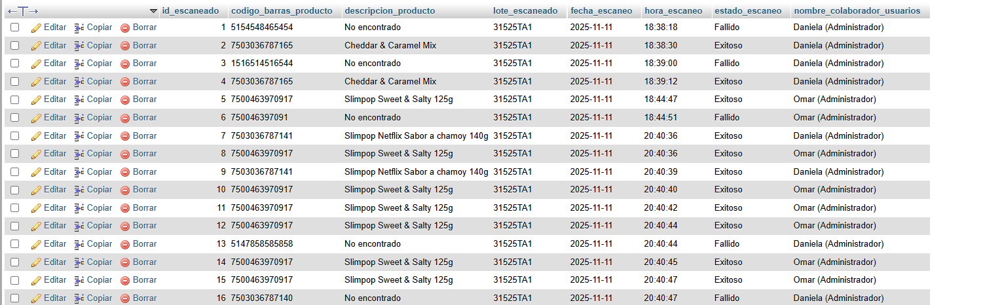 id_escaneado codigo_barras_producto descripcion_producto lote_escaneado fecha_escaneo hora_escaneo estado_escaneo nombre_colaborador_usuarios
Editar Copiar Borrar 1 5154548465454 No encontrado 31525TA1 2025-11-11 18:38:18 Fallido Daniela (Administrador)
Editar Copiar Borrar 2 7503036787165 Cheddar & Caramel Mix 31525TA1 2025-11-11 18:38:30 Exitoso Daniela (Administrador)
Editar Copiar Borrar 3 1516514516544 No encontrado 31525TA1 2025-11-11 18:39:00 Fallido Daniela (Administrador)
Editar Copiar Borrar 4 7503036787165 Cheddar & Caramel Mix 31525TA1 2025-11-11 18:39:12 Exitoso Daniela (Administrador)
Editar Copiar Borrar 5 7500463970917 Slimpop Sweet & Salty 125g 31525TA1 2025-11-11 18:44:47 Exitoso Omar (Administrador)
Editar Copiar Borrar 6 750046397091 No encontrado 31525TA1 2025-11-11 18:44:51 Fallido Omar (Administrador)
Editar Copiar Borrar 7 7503036787141 Slimpop Netflix Sabor a chamoy 140g 31525TA1 2025-11-11 20:40:36 Exitoso Daniela (Administrador)
Editar Copiar Borrar 8 7500463970917 Slimpop Sweet & Salty 125g 31525TA1 2025-11-11 20:40:36 Exitoso Omar (Administrador)
Editar Copiar Borrar 9 7503036787141 Slimpop Netflix Sabor a chamoy 140g 31525TA1 2025-11-11 20:40:39 Exitoso Daniela (Administrador)
Editar Copiar Borrar 10 7500463970917 Slimpop Sweet & Salty 125g 31525TA1 2025-11-11 20:40:40 Exitoso Omar (Administrador)
Editar Copiar Borrar 11 7500463970917 Slimpop Sweet & Salty 125g 31525TA1 2025-11-11 20:40:42 Exitoso Omar (Administrador)
Editar Copiar Borrar 12 7500463970917 Slimpop Sweet & Salty 125g 31525TA1 2025-11-11 20:40:44 Exitoso Omar (Administrador)
Editar Copiar Borrar 13 5147858585858 No encontrado 31525TA1 2025-11-11 20:40:44 Fallido Daniela (Administrador)
Editar Copiar Borrar 14 7500463970917 Slimpop Sweet & Salty 125g 31525TA1 2025-11-11 20:40:45 Exitoso Omar (Administrador)
Editar Copiar Borrar 15 7500463970917 Slimpop Sweet & Salty 125g 31525TA1 2025-11-11 20:40:47 Exitoso Omar (Administrador)
Editar Copiar Borrar 16 7503036787140 No encontrado 31525TA1 2025-11-11 20:40:47 Fallido Daniela (Administrador)